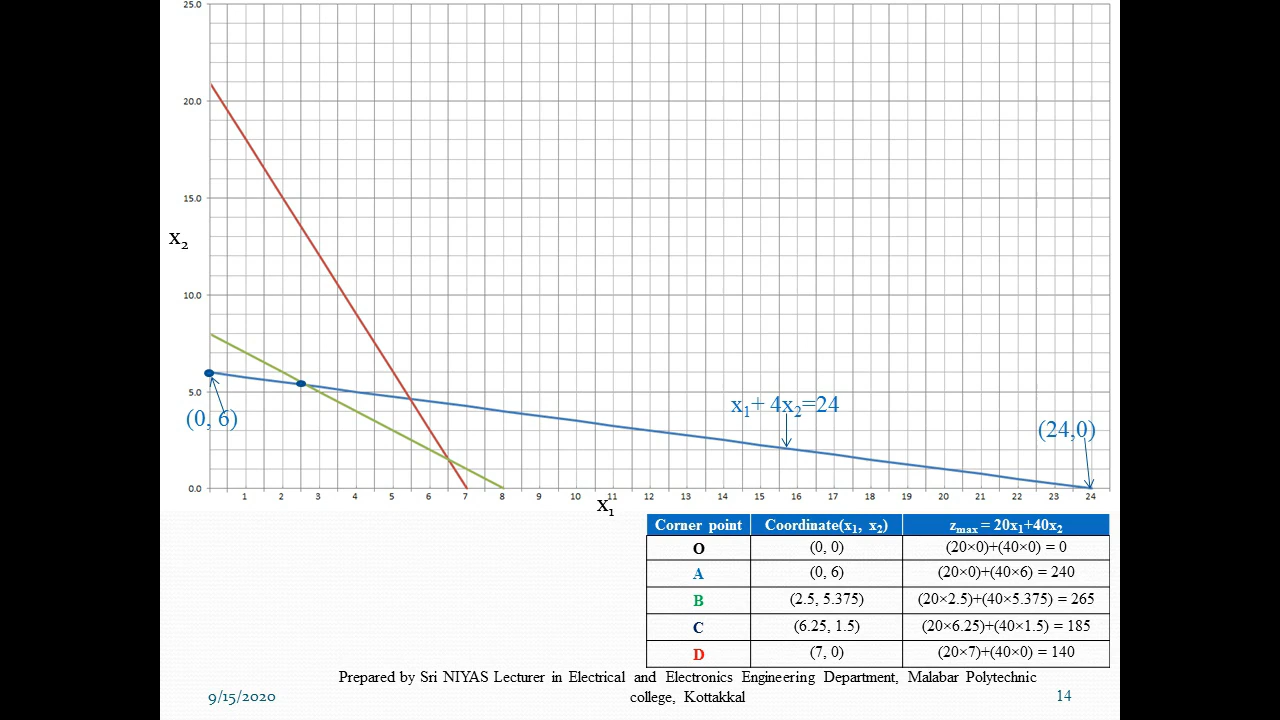 25.0
20.0
15.0
x₂
10.0
5.0
x₁+ 4x₂=24
(0, 6)
(24,0)
0.0
1 2 3 4 5 6 7 8 9 10 11 12 13 14 15 16 17 18 19 20 21 22 23 24
x₁
Corner point Coordinate(x₁, x₂) zmax = 20x₁+40x₂
O (0, 0) (20×0)+(40×0) = 0
A (0, 6) (20×0)+(40×6) = 240
B (2.5, 5.375) (20×2.5)+(40×5.375) = 265
C (6.25, 1.5) (20×6.25)+(40×1.5) = 185
D (7, 0) (20×7)+(40×0) = 140
Prepared by Sri NIYAS Lecturer in Electrical and Electronics Engineering Department, Malabar Polytechnic
college, Kottakkal
9/15/2020
14